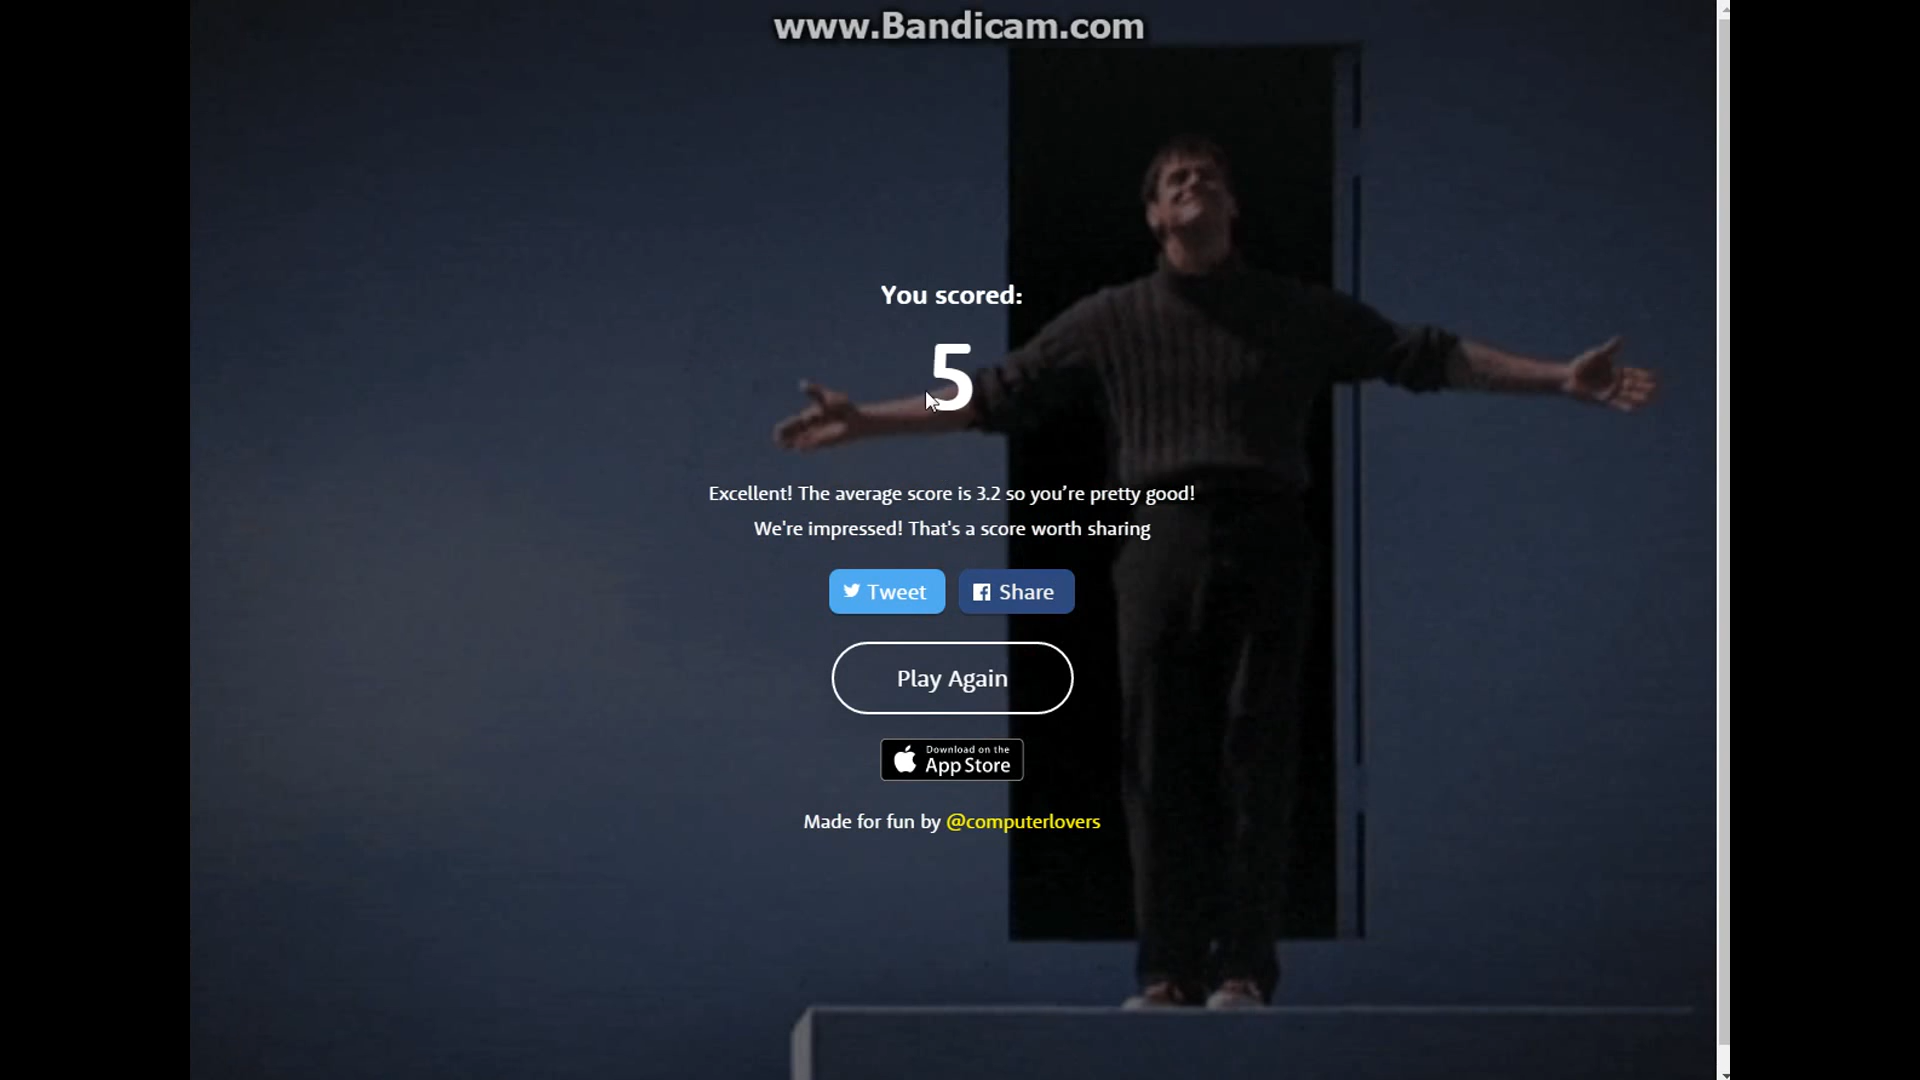 www.Bandicam.com
You scored:
5
Excellent! The average score is 3.2 so you’re pretty good!
We're impressed! That's a score worth sharing
Tweet Share
Play Again
Download on the
App Store
Made for fun by @computerlovers